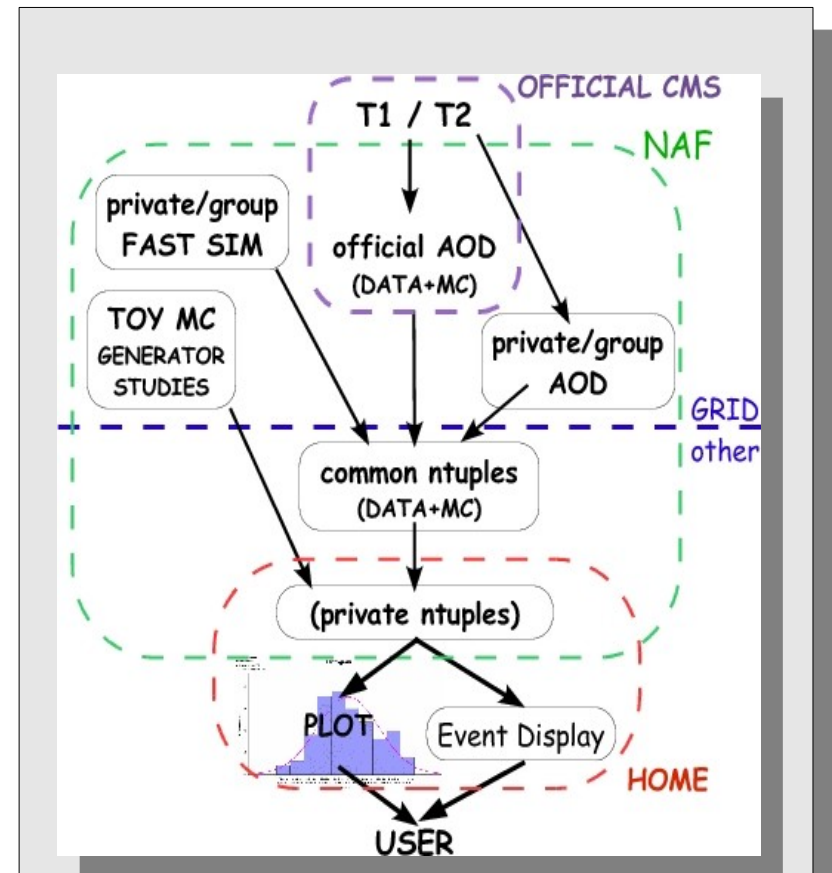 OFFICIAL CMS
T1 / T2
NAF
private/group
FAST SIM
official AOD
(DATA+MC)
TOY MC
GENERATOR
STUDIES
private/group
AOD
GRID
other
common ntuples
(DATA+MC)
(private ntuples)
PLOT
Event Display
HOME
USER